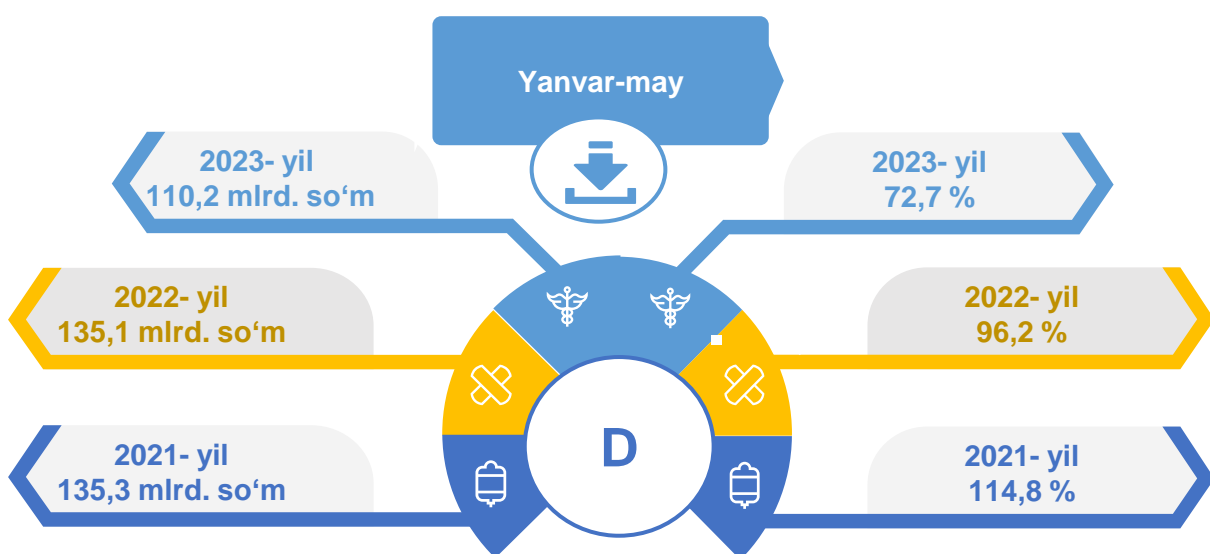 Yanvar-may
2023- yil
110,2 mlrd. so‘m
2023- yil
72,7 %
2022- yil
135,1 mlrd. so‘m
2022- yil
96,2 %
2021- yil
135,3 mlrd. so‘m
2021- yil
114,8 %
D